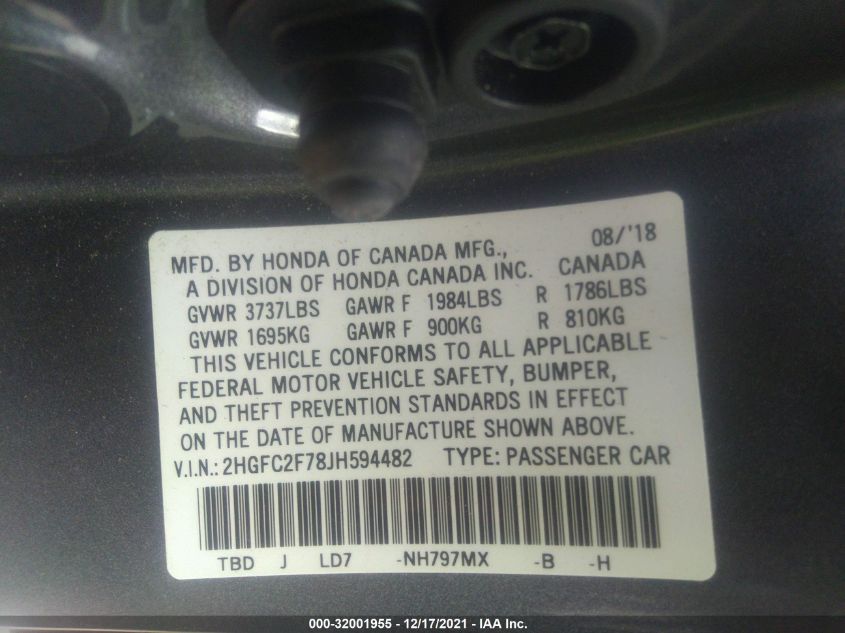 08/'18
MFD. BY HONDA OF CANADA MFG.,
A DIVISION OF HONDA CANADA INC. CANADA
GVWR 3737LBS GAWR F 1984LBS R 1786LBS
GVWR 1695KG GAWR F 900KG R 810KG
THIS VEHICLE CONFORMS TO ALL APPLICABLE
FEDERAL MOTOR VEHICLE SAFETY, BUMPER,
AND THEFT PREVENTION STANDARDS IN EFFECT
ON THE DATE OF MANUFACTURE SHOWN ABOVE.
V.I.N.: 2HGFC2F78JH594482 TYPE: PASSENGER CAR
TBD J LD7 -NH797MX -B -H
000-32001955 - 12/17/2021 - IAA Inc.